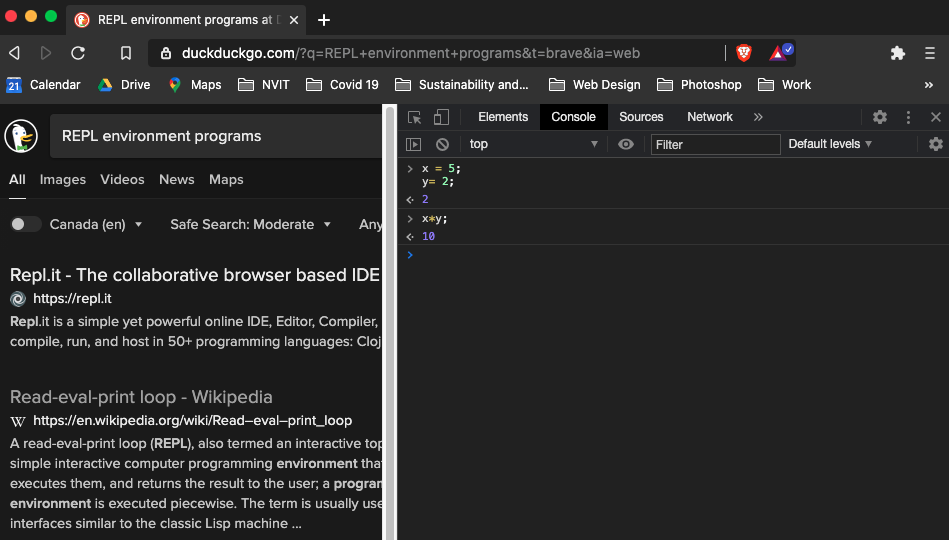 REPL environment programs at D
duckduckgo.com/?q=REPL+environment+programs&t=brave&ia=web
21 Calendar Drive Maps NVIT Covid 19 Sustainability and... Web Design Photoshop Work »
REPL environment programs
All Images Videos News Maps
Canada (en) Safe Search: Moderate Any
Repl.it - The collaborative browser based IDE
https://repl.it
Repl.it is a simple yet powerful online IDE, Editor, Compiler,
compile, run, and host in 50+ programming languages: Cloj
Read-eval-print loop - Wikipedia
W https://en.wikipedia.org/wiki/Read–eval–print_loop
A read-eval-print loop (REPL), also termed an interactive top
simple interactive computer programming environment tha
executes them, and returns the result to the user; a program
environment is executed piecewise. The term is usually use
interfaces similar to the classic Lisp machine ...
Elements Console Sources Network »
top Filter Default levels
x = 5;
y= 2;
2
x*y;
10